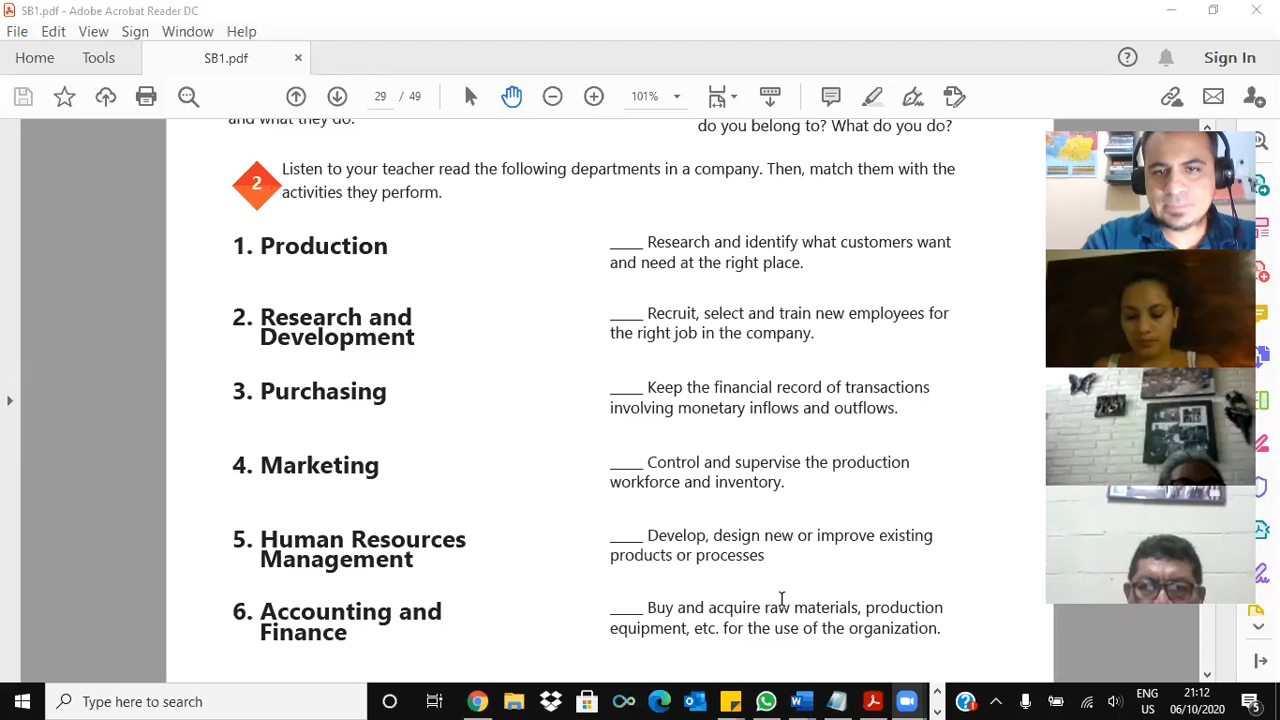 SB1.pdf - Adobe Acrobat Reader DC
File Edit View Sign Window Help
Home Tools SB1.pdf × Sign In
29 / 49 101%
and what they do.
do you belong to? What do you do?
2 Listen to your teacher read the following departments in a company. Then, match them with the
activities they perform.
1. Production
____ Research and identify what customers want
and need at the right place.
2. Research and
Development
____ Recruit, select and train new employees for
the right job in the company.
3. Purchasing
____ Keep the financial record of transactions
involving monetary inflows and outflows.
4. Marketing
____ Control and supervise the production
workforce and inventory.
5. Human Resources
Management
____ Develop, design new or improve existing
products or processes
6. Accounting and
Finance
____ Buy and acquire raw materials, production
equipment, etc. for the use of the organization.
Type here to search
ENG 21:12
US 06/10/2020
5